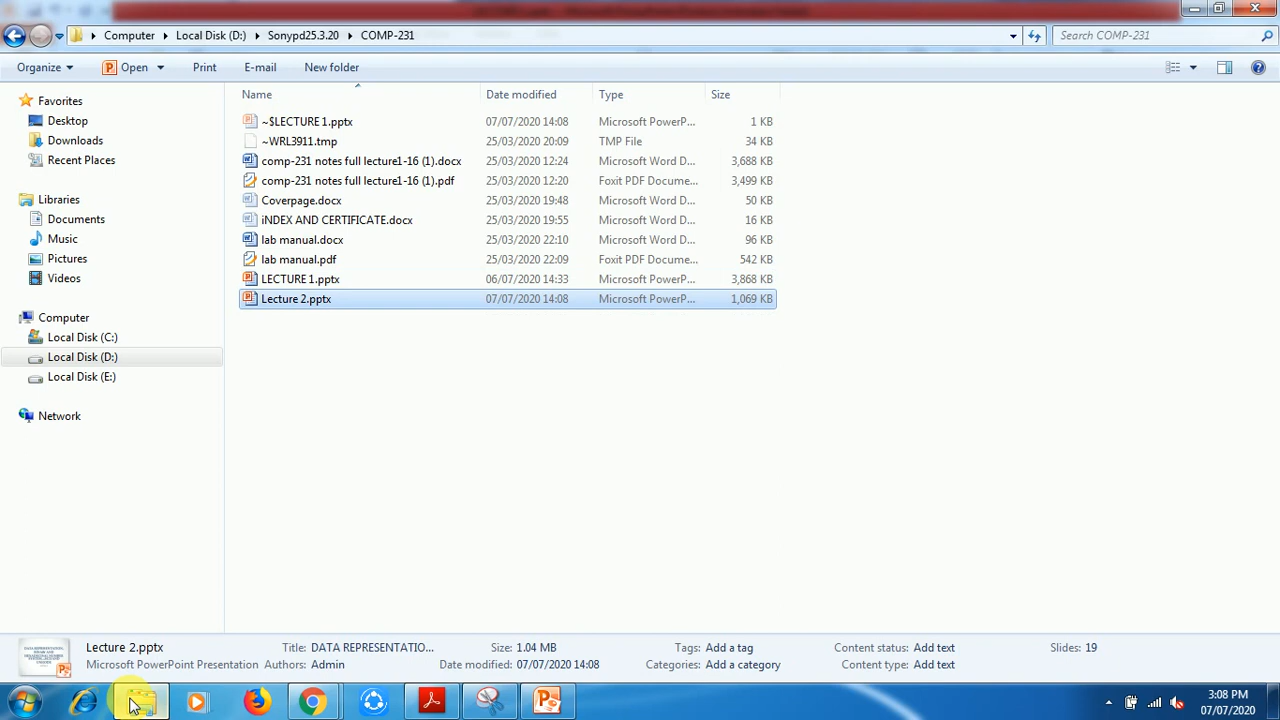 Computer Local Disk (D:) Sonypd25.3.20 COMP-231 Search COMP-231
Organize Open Print E-mail New folder
Name Date modified Type Size
Favorites
Desktop
Downloads
Recent Places
Libraries
Documents
Music
Pictures
Videos
Computer
Local Disk (C:)
Local Disk (D:)
Local Disk (E:)
Network
~$LECTURE 1.pptx 07/07/2020 14:08 Microsoft PowerP... 1 KB
~WRL3911.tmp 25/03/2020 20:09 TMP File 34 KB
comp-231 notes full lecture1-16 (1).docx 25/03/2020 12:24 Microsoft Word D... 3,688 KB
comp-231 notes full lecture1-16 (1).pdf 25/03/2020 12:20 Foxit PDF Docume... 3,499 KB
Coverpage.docx 25/03/2020 19:48 Microsoft Word D... 50 KB
iNDEX AND CERTIFICATE.docx 25/03/2020 19:55 Microsoft Word D... 16 KB
lab manual.docx 25/03/2020 22:10 Microsoft Word D... 96 KB
lab manual.pdf 25/03/2020 22:09 Foxit PDF Docume... 542 KB
LECTURE 1.pptx 06/07/2020 14:33 Microsoft PowerP... 3,868 KB
Lecture 2.pptx 07/07/2020 14:08 Microsoft PowerP... 1,069 KB
Lecture 2.pptx Title: DATA REPRESENTATIO... Size: 1.04 MB Tags: Add a tag Content status: Add text Slides: 19
Microsoft PowerPoint Presentation Authors: Admin Date modified: 07/07/2020 14:08 Categories: Add a category Content type: Add text
3:08 PM
07/07/2020